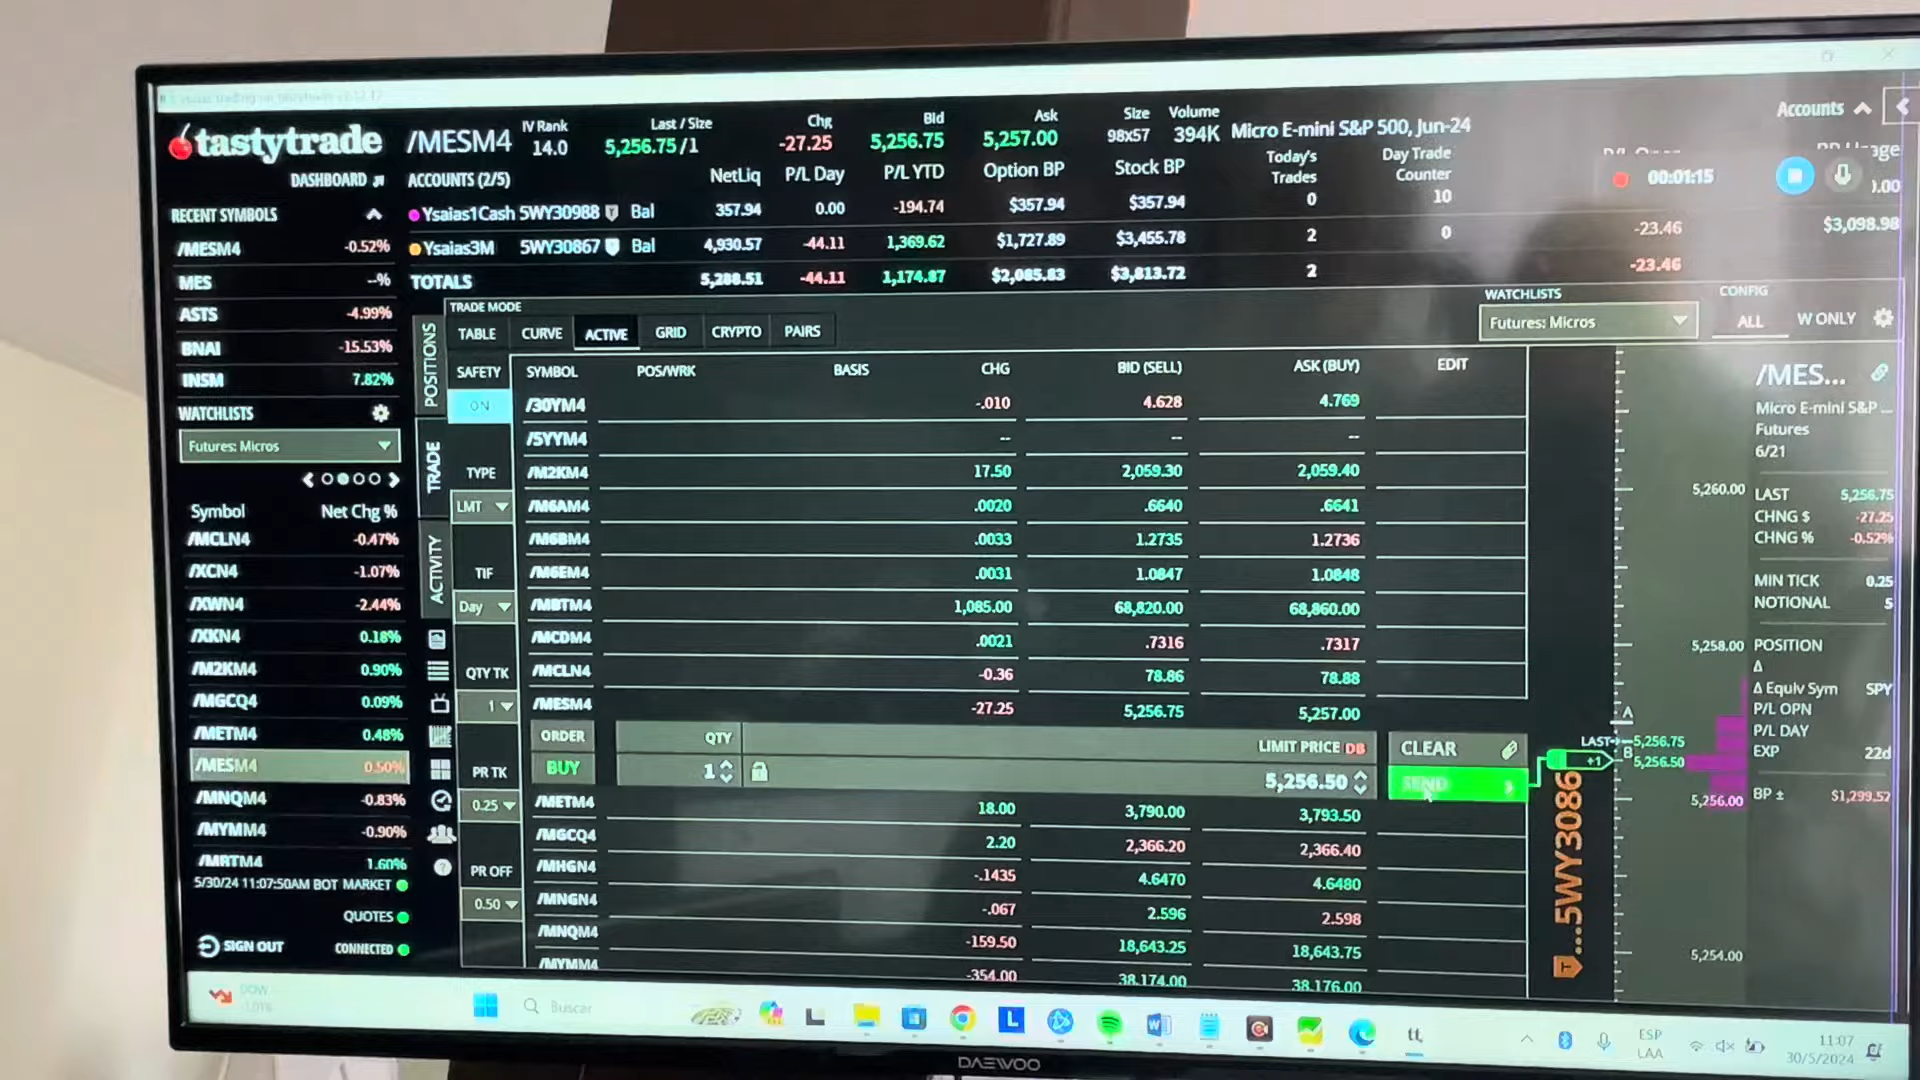 tastytrade
/MESM4
IV Rank
14.0
Last / Size
5,256.75 /1
Chg
-27.25
Bid
5,256.75
Ask
5,257.00
Size
98x57
Volume
394K
Micro E-mini S&P 500, Jun-24
Accounts
DASHBOARD
ACCOUNTS (2/5)
NetLiq P/L Day P/L YTD Option BP Stock BP Today's Trades Day Trade Counter
00:01:15
Ysaias1Cash 5WY30988 Bal 357.94 0.00 -194.74 $357.94 $357.94 0 10
Ysaias3M 5WY30867 Bal 4,930.57 -44.11 1,369.62 $1,727.89 $3,455.78 2 0 -23.46 $3,098.98
TOTALS 5,288.51 -44.11 1,174.87 $2,085.83 $3,813.72 2 -23.46
RECENT SYMBOLS
/MESM4 -0.52%
MES --%
ASTS -4.99%
BNAI -15.53%
INSM 7.82%
WATCHLISTS
Futures: Micros
Symbol Net Chg %
/MCLN4 -0.47%
/XCN4 -1.07%
/XWN4 -2.44%
/XKN4 0.18%
/M2KM4 0.90%
/MGCQ4 0.09%
/METM4 0.48%
/MESM4 0.50%
/MNQM4 -0.83%
/MYMM4 -0.90%
/MBTM4 1.60%
5/30/24 11:07:50AM BOT MARKET
QUOTES
SIGN OUT CONNECTED
POSITIONS
TRADE
ACTIVITY
TRADE MODE
TABLE CURVE ACTIVE GRID CRYPTO PAIRS
WATCHLISTS
Futures: Micros
CONFIG
ALL W ONLY
SAFETY
ON
TYPE
LMT
TIF
Day
QTY TK
1
PR TK
0.25
PR OFF
0.50
SYMBOL POS/WRK BASIS CHG BID (SELL) ASK (BUY) EDIT
/30YM4 -.010 4.628 4.769
/5YYM4 -- -- --
/M2KM4 17.50 2,059.30 2,059.40
/M6AM4 .0020 .6640 .6641
/M6BM4 .0033 1.2735 1.2736
/M6EM4 .0031 1.0847 1.0848
/MBTM4 1,085.00 68,820.00 68,860.00
/MCDM4 .0021 .7316 .7317
/MCLN4 -0.36 78.86 78.88
/MESM4 -27.25 5,256.75 5,257.00
ORDER QTY LIMIT PRICE DB CLEAR
BUY 1 5,256.50 SEND
/METM4 18.00 3,790.00 3,793.50
/MGCQ4 2.20 2,366.20 2,366.40
/MHGN4 -.1435 4.6470 4.6480
/MNGN4 -.067 2.596 2.598
/MNQM4 -159.50 18,643.25 18,643.75
/MYMM4 -354.00 38,174.00 38,176.00
...5WY3086
5,260.00
5,258.00
A
LAST 5,256.75
B 5,256.50
+1
5,256.00
5,254.00
/MES...
Micro E-mini S&P ...
Futures
6/21
LAST 5,256.75
CHNG $ -27.25
CHNG % -0.52%
MIN TICK 0.25
NOTIONAL 5
POSITION
Δ
Δ Equiv Sym SPY
P/L OPN
P/L DAY
EXP 22d
BP ± $1,299.52
DOW
Buscar
ESP
LAA
11:07
30/5/2024
DAEWOO